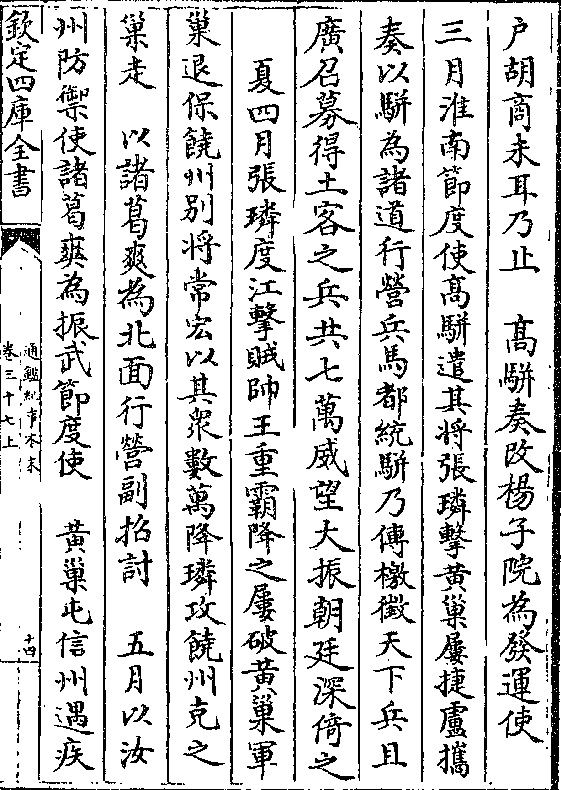 户胡商未耳乃止　高駢奏改楊子院為發運使
三月淮南節度使高駢遣其将張璘擊黄巢屢捷盧攜
奏以駢為諸道行營兵馬都統駢乃傳檄徵天下兵且
廣召募得土客之兵共七萬威望大振朝廷深倚之
夏四月張璘度江擊賊帥王重霸降之屢破黄巢軍
巢退保饒州别将常宏以其衆數萬降璘攻饒州克之
巢走　以諸葛爽為北面行營副招討　五月以汝
州防禦使諸葛爽為振武節度使　黄巢屯信州遇疾
欽定四庫全書
通鑑紀事本末
卷三十七上
十四